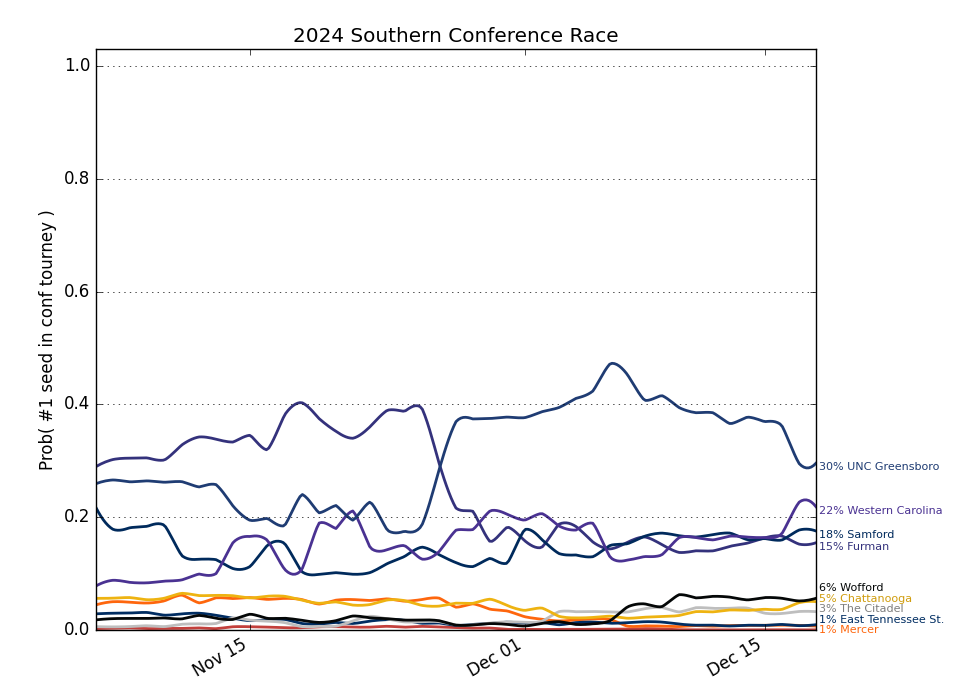 2024 Southern Conference Race
Prob( #1 seed in conf tourney )
1.0
0.8
0.6
0.4
0.2
0.0
Nov 15
Dec 01
Dec 15
30% UNC Greensboro
22% Western Carolina
18% Samford
15% Furman
6% Wofford
5% Chattanooga
3% The Citadel
1% East Tennessee St.
1% Mercer